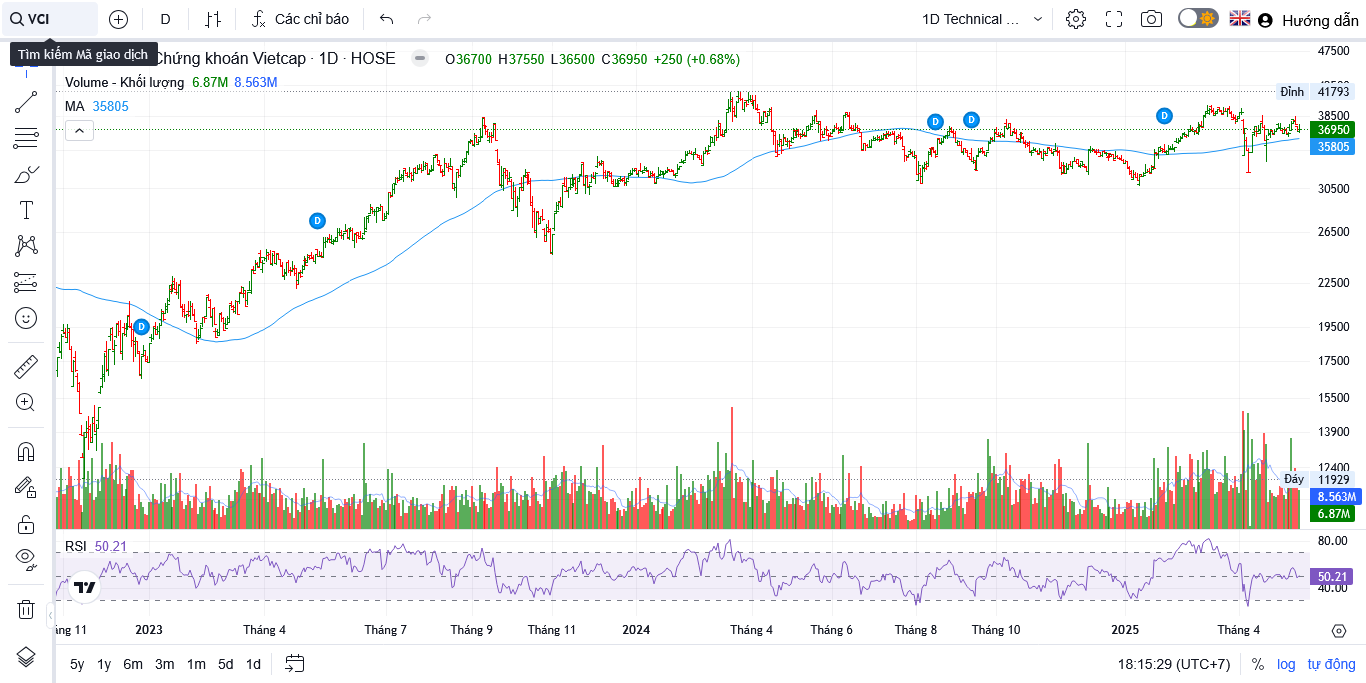 VCI
D
Các chỉ báo
1D Technical ...
Hướng dẫn
Tìm kiếm Mã giao dịch
Chứng khoán Vietcap · 1D · HOSE
O36700 H37550 L36500 C36950 +250 (+0.68%)
Volume - Khối lượng 6.87M 8.563M
MA 35805
47500
Đỉnh 41793
38500
36950
35805
30500
26500
22500
19500
17500
15500
13900
12400
Đáy 11929
8.563M
6.87M
D
D
D
D
D
RSI 50.21
80.00
50.21
40.00
ng 11
2023
Tháng 4
Tháng 7
Tháng 9
Tháng 11
2024
Tháng 4
Tháng 6
Tháng 8
Tháng 10
2025
Tháng 4
5y 1y 6m 3m 1m 5d 1d
18:15:29 (UTC+7)
% log tự động